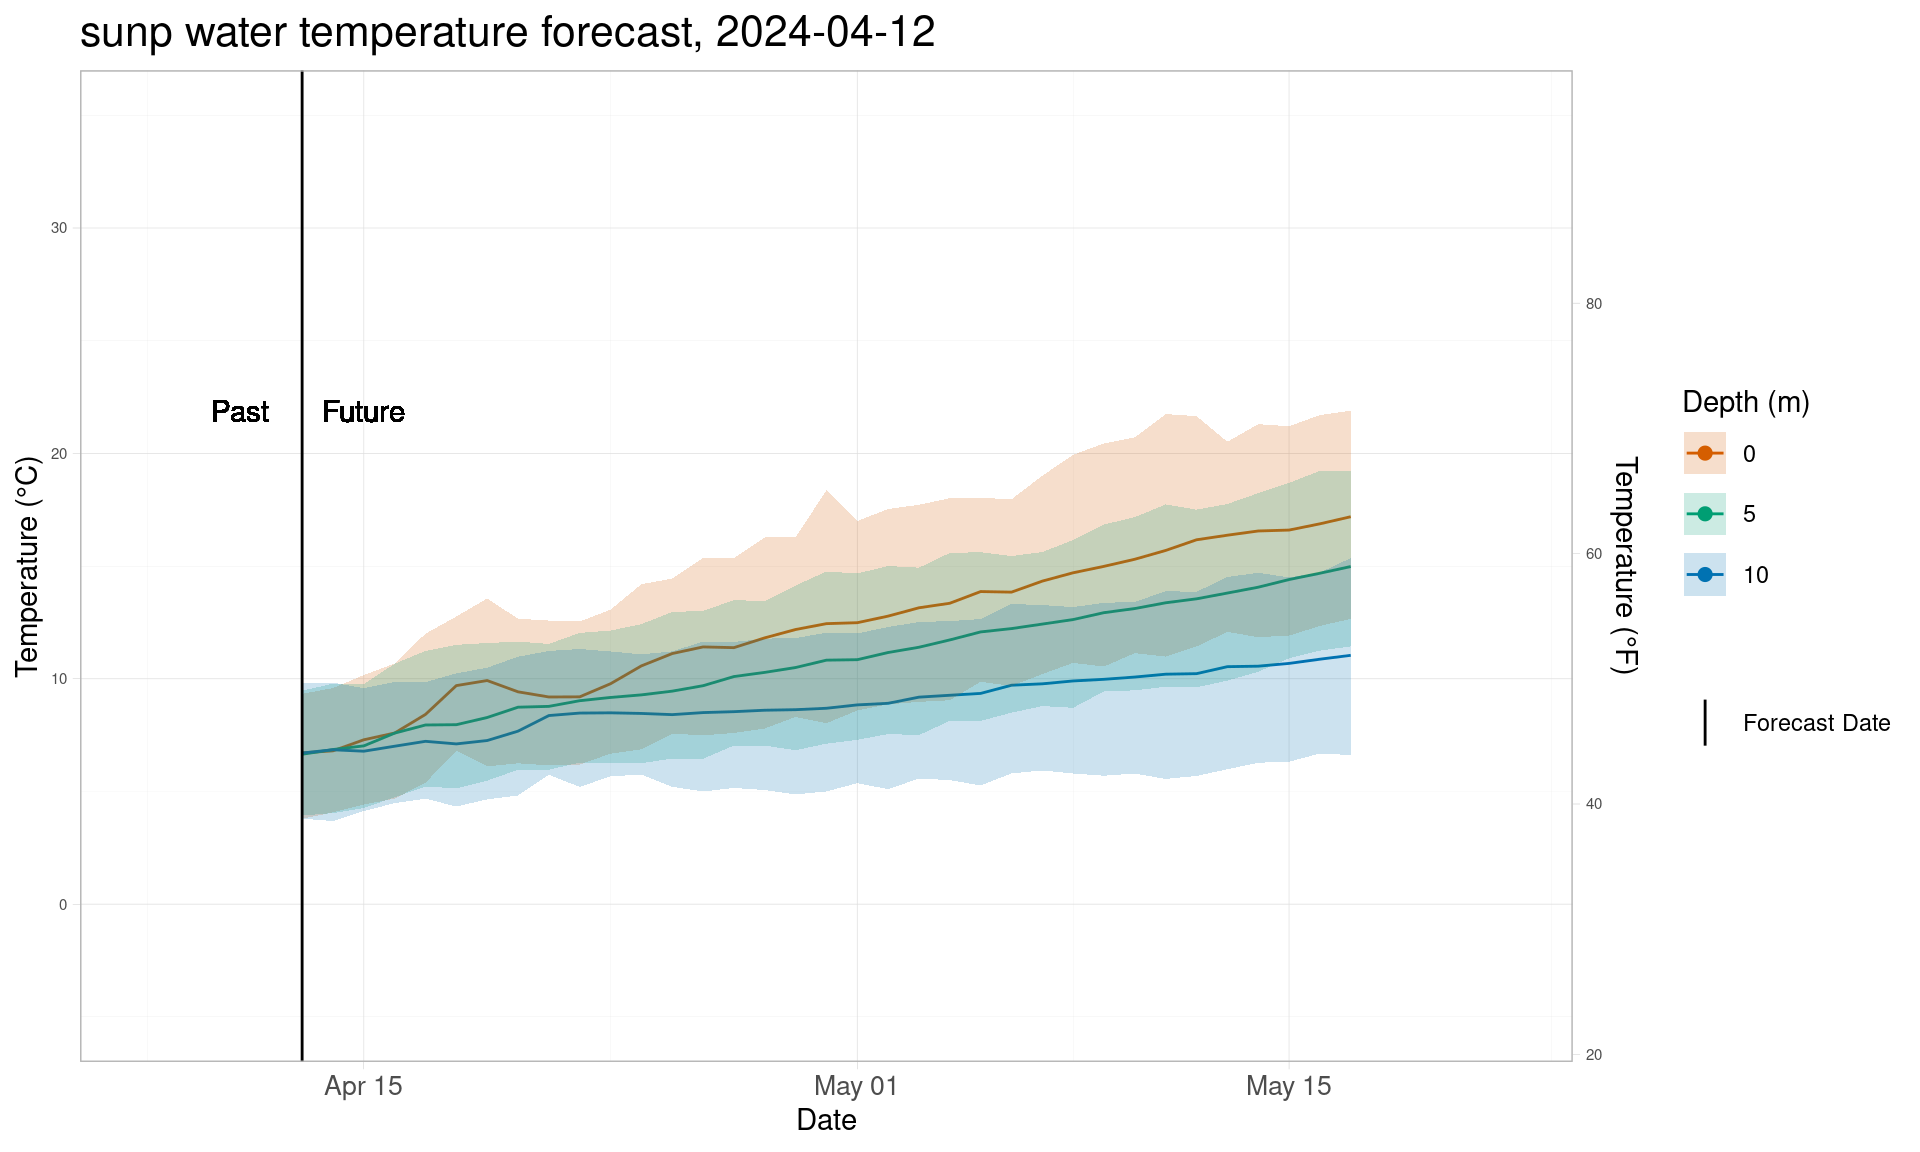 sunp water temperature forecast, 2024-04-12
Temperature (°C)
30
20
10
0
Past
Future
80
60
40
20
Temperature (°F)
Apr 15
May 01
May 15
Date
Depth (m)
0
5
10
Forecast Date